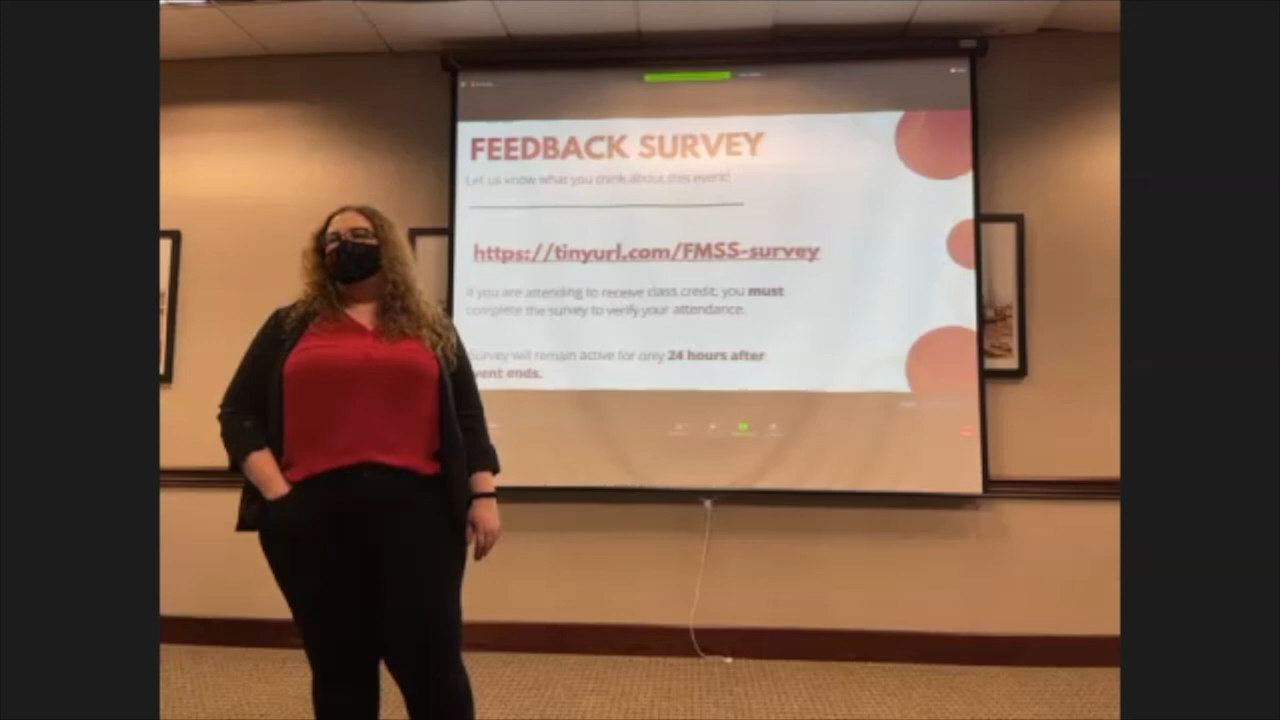 FEEDBACK SURVEY
Let us know what you think about this event!
https://tinyurl.com/FMSS-survey
If you are attending to receive class credit, you must
complete the survey to verify your attendance.
Survey will remain active for only 24 hours after
vent ends.